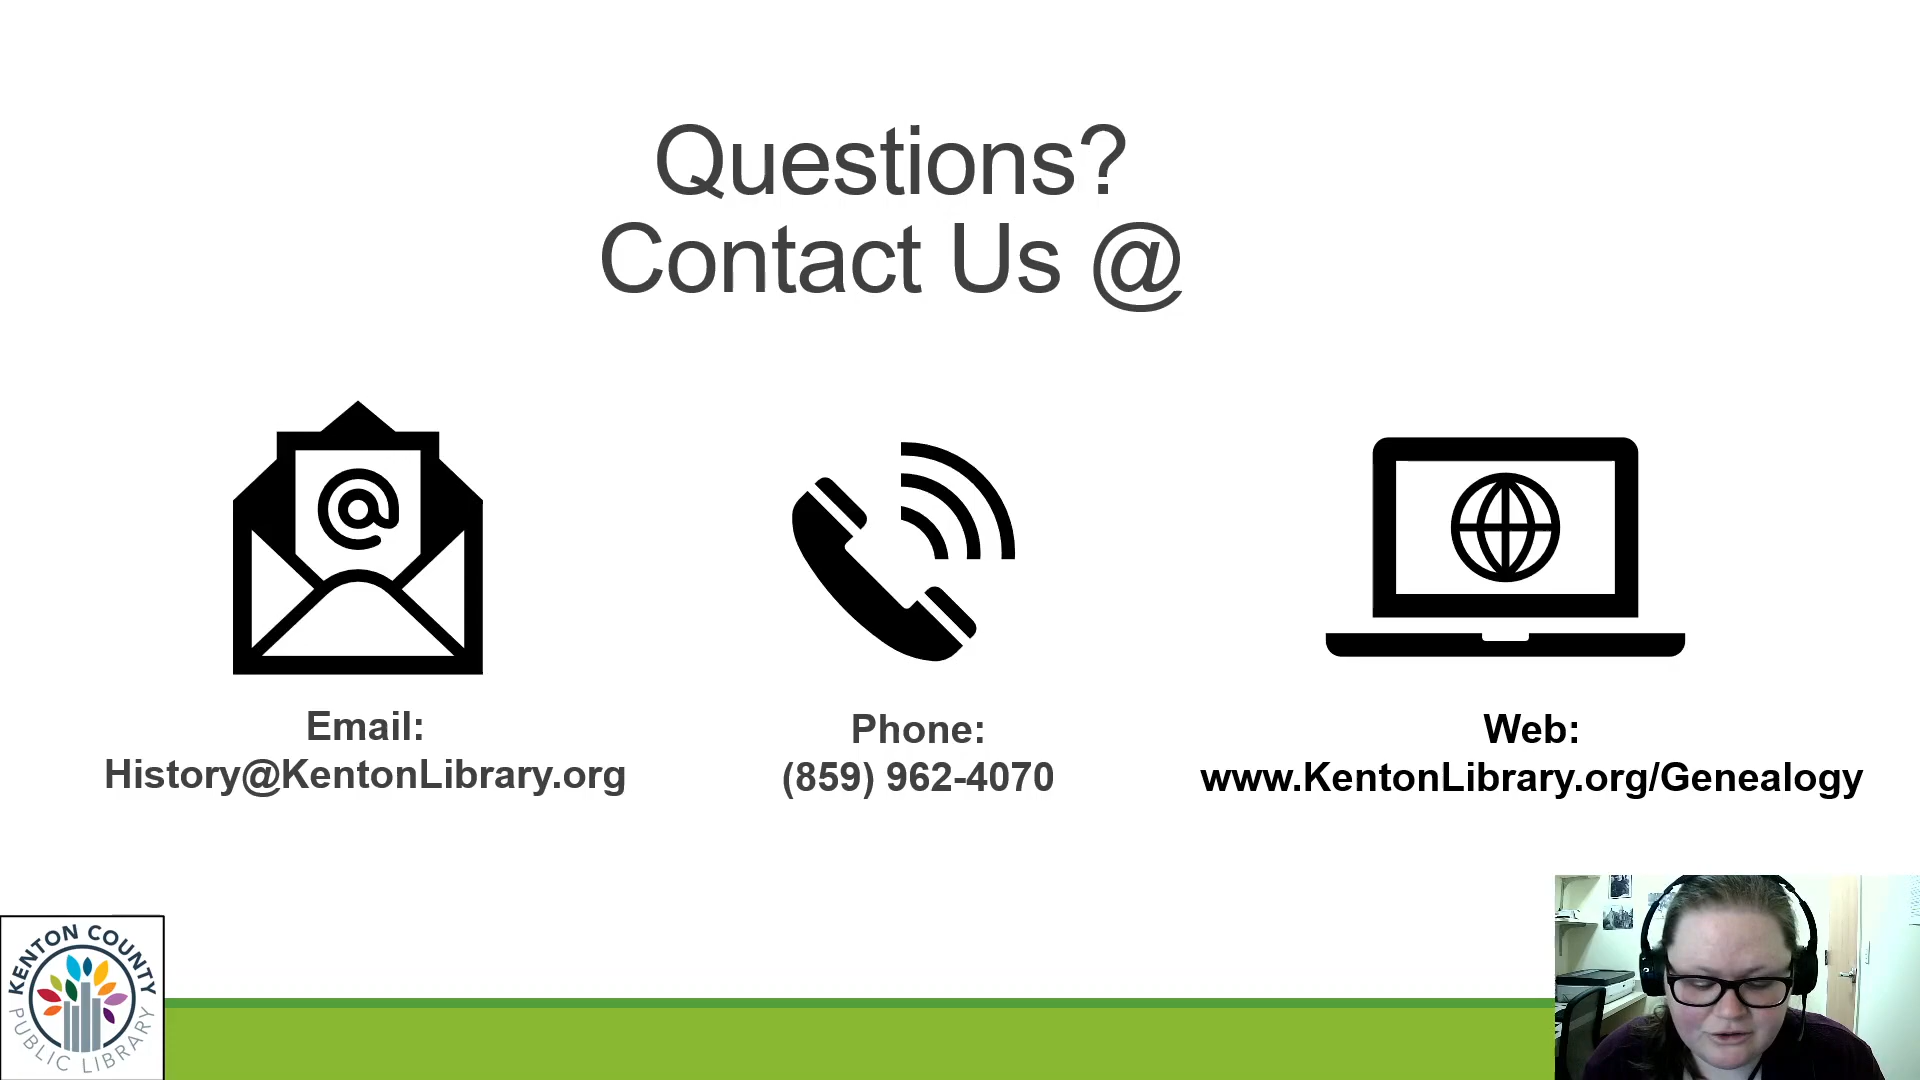 Questions?
Contact Us @
@
Email:
History@KentonLibrary.org
Phone:
(859) 962-4070
Web:
www.KentonLibrary.org/Genealogy
KENTON COUNTY
PUBLIC LIBRARY